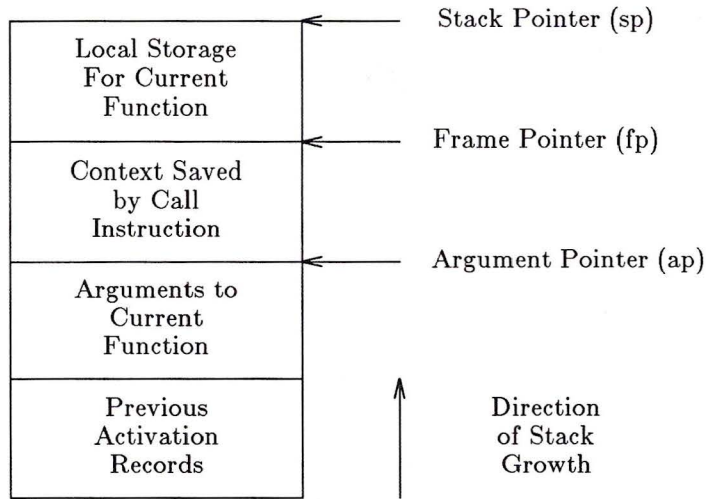 Stack Pointer (sp)
Local Storage
For Current
Function
Frame Pointer (fp)
Context Saved
by Call
Instruction
Argument Pointer (ap)
Arguments to
Current
Function
Previous
Activation
Records
Direction
of Stack
Growth